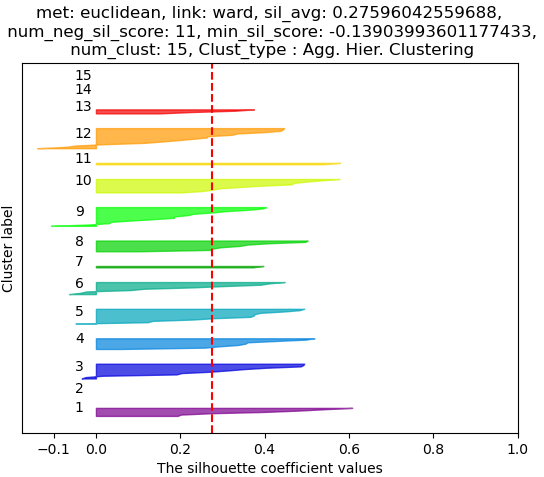 met: euclidean, link: ward, sil_avg: 0.27596042559688,
num_neg_sil_score: 11, min_sil_score: -0.13903993601177433,
num_clust: 15, Clust_type : Agg. Hier. Clustering
15
14
13
12
11
10
9
8
7
6
5
4
3
2
1
Cluster label
−0.1 0.0 0.2 0.4 0.6 0.8 1.0
The silhouette coefficient values